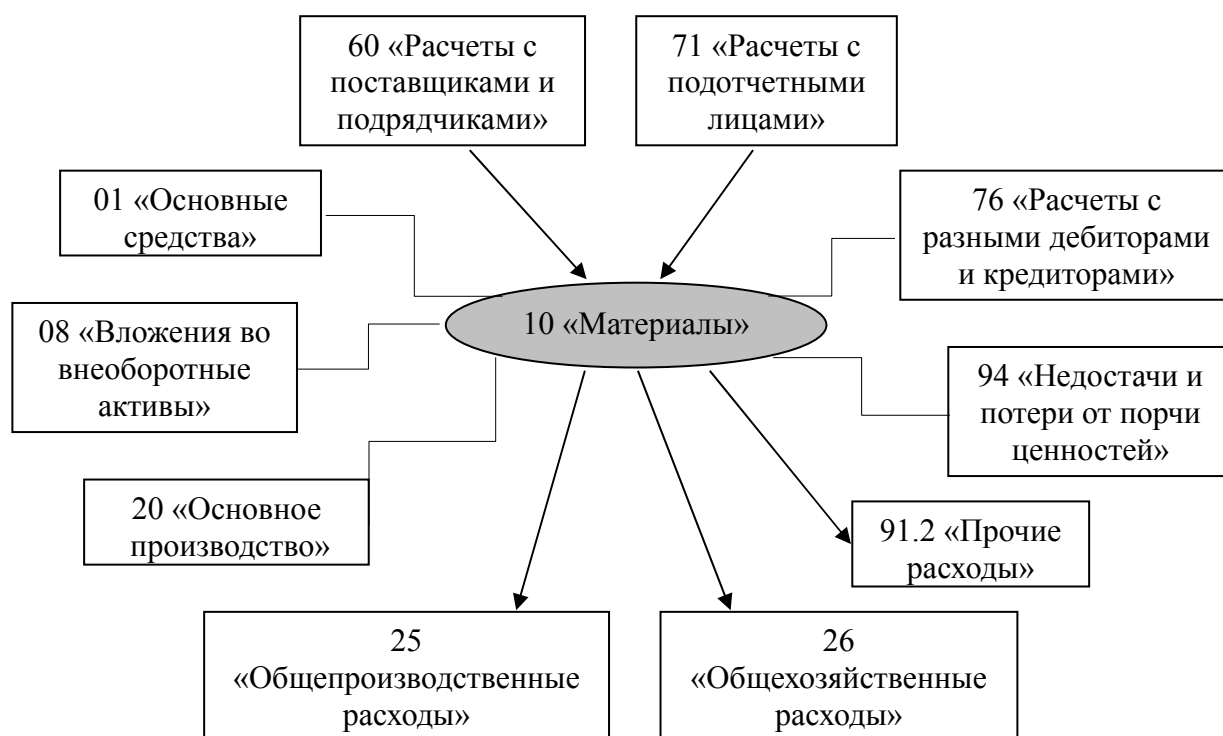 60 «Расчеты с
поставщиками и
подрядчиками»
71 «Расчеты с
подотчетными
лицами»
01 «Основные
средства»
76 «Расчеты с
разными дебиторами
и кредиторами»
10 «Материалы»
08 «Вложения во
внеоборотные
активы»
94 «Недостачи и
потери от порчи
ценностей»
20 «Основное
производство»
91.2 «Прочие
расходы»
25
«Общепроизводственные
расходы»
26
«Общехозяйственные
расходы»